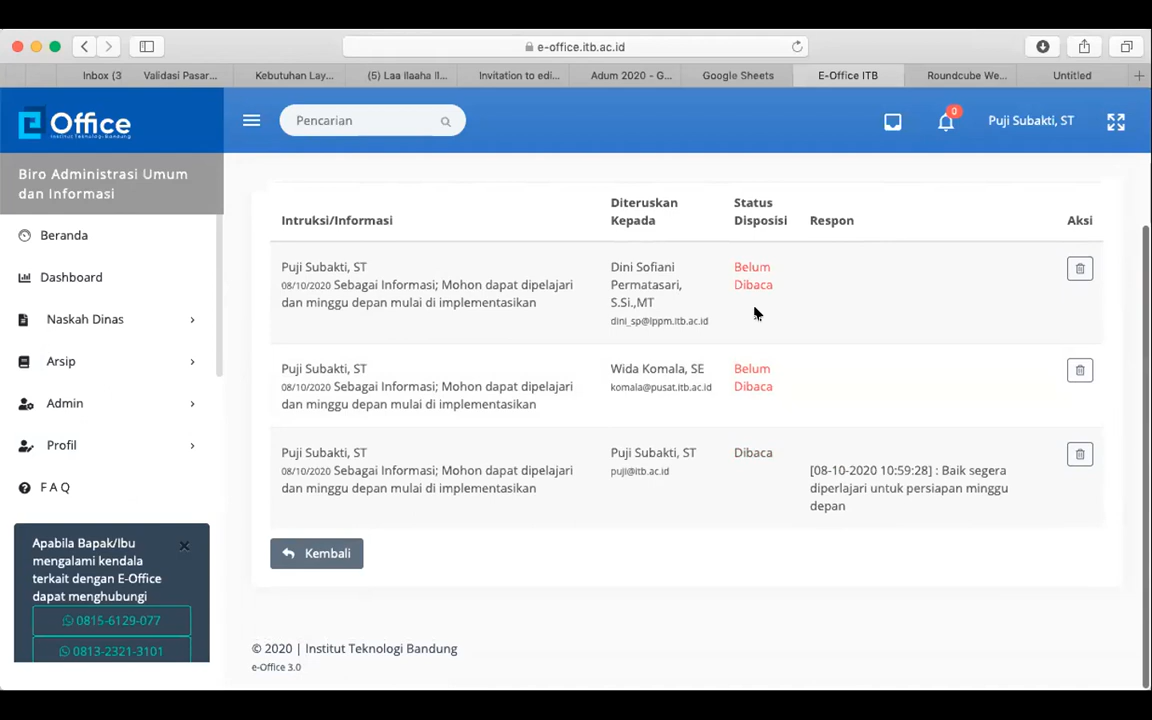 e-office.itb.ac.id
Inbox (3
Validasi Pasar...
Kebutuhan Lay...
(5) Laa ilaaha Il...
Invitation to edi...
Adum 2020 - G...
Google Sheets
E-Office ITB
Roundcube We...
Untitled
Office
Institut Teknologi Bandung
Pencarian
0
Puji Subakti, ST
Biro Administrasi Umum
dan Informasi
Beranda
Dashboard
Naskah Dinas
Arsip
Admin
Profil
F A Q
Apabila Bapak/Ibu
mengalami kendala
terkait dengan E-Office
dapat menghubungi
0815-6129-077
0813-2321-3101
Intruksi/Informasi
Diteruskan
Kepada
Status
Disposisi
Respon
Aksi
Puji Subakti, ST
08/10/2020 Sebagai Informasi; Mohon dapat dipelajari
dan minggu depan mulai di implementasikan
Dini Sofiani
Permatasari,
S.Si.,MT
dini_sp@lppm.itb.ac.id
Belum
Dibaca
Puji Subakti, ST
08/10/2020 Sebagai Informasi; Mohon dapat dipelajari
dan minggu depan mulai di implementasikan
Wida Komala, SE
komala@pusat.itb.ac.id
Belum
Dibaca
Puji Subakti, ST
08/10/2020 Sebagai Informasi; Mohon dapat dipelajari
dan minggu depan mulai di implementasikan
Puji Subakti, ST
puji@itb.ac.id
Dibaca
[08-10-2020 10:59:28] : Baik segera
diperlajari untuk persiapan minggu
depan
Kembali
© 2020 | Institut Teknologi Bandung
e-Office 3.0